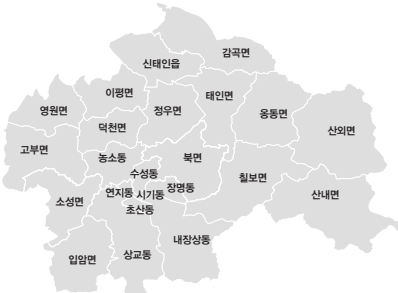 감곡면
신태인읍
이평면
태인면
영원면
정우면
옹동면
산외면
덕천면
고부면
농소동
북면
수성동
칠보면
연지동
시기동
장명동
산내면
소성면
초산동
내장상동
입암면
상교동